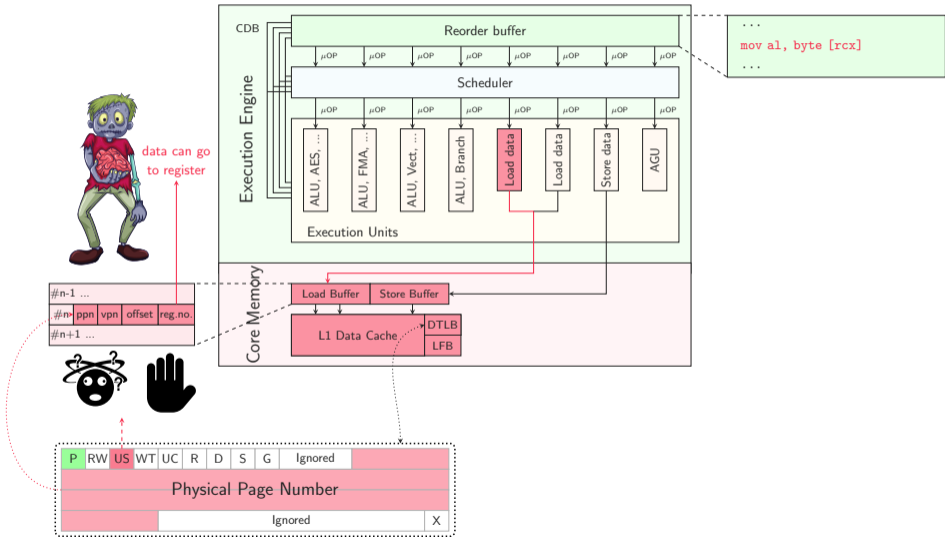 CDB
Reorder buffer
...
mov al, byte [rcx]
...
μOP μOP μOP μOP μOP μOP μOP μOP
Scheduler
μOP μOP μOP μOP μOP μOP μOP μOP
Execution Engine
ALU, AES, ...
ALU, FMA, ...
ALU, Vect, ...
ALU, Branch
Load data
Load data
Store data
AGU
Execution Units
data can go
to register
Core Memory
#n-1 ...
#n ppn vpn offset reg.no.
#n+1 ...
Load Buffer Store Buffer
L1 Data Cache
DTLB
LFB
? ? ?
P RW US WT UC R D S G Ignored
Physical Page Number
Ignored X